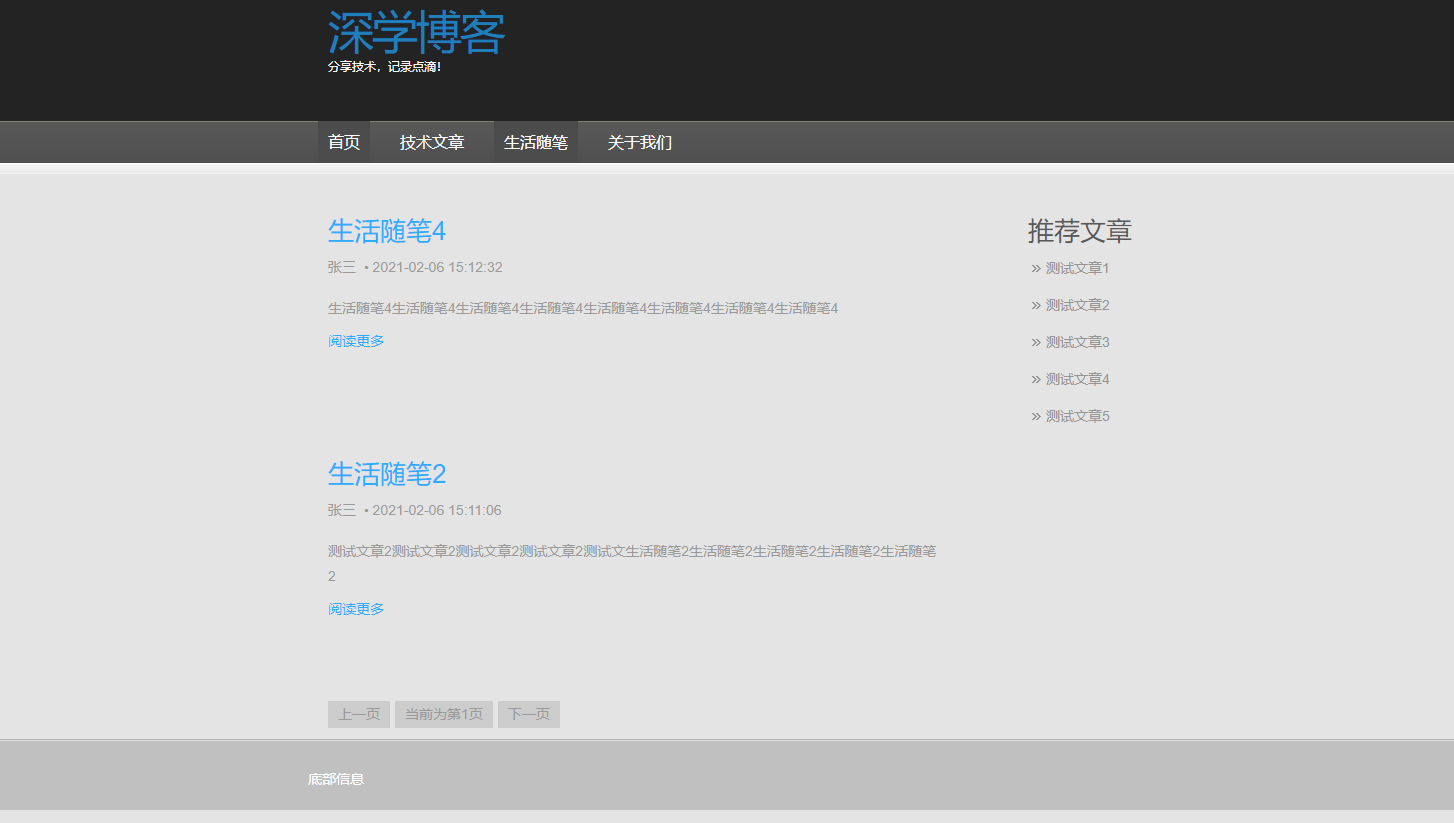 深学博客
分享技术，记录点滴！
首页 技术文章 生活随笔 关于我们
生活随笔4
张三 • 2021-02-06 15:12:32
生活随笔4生活随笔4生活随笔4生活随笔4生活随笔4生活随笔4生活随笔4生活随笔4
阅读更多
生活随笔2
张三 • 2021-02-06 15:11:06
测试文章2测试文章2测试文章2测试文章2测试文生活随笔2生活随笔2生活随笔2生活随笔2生活随笔
2
阅读更多
上一页 当前为第1页 下一页
推荐文章
» 测试文章1
» 测试文章2
» 测试文章3
» 测试文章4
» 测试文章5
底部信息